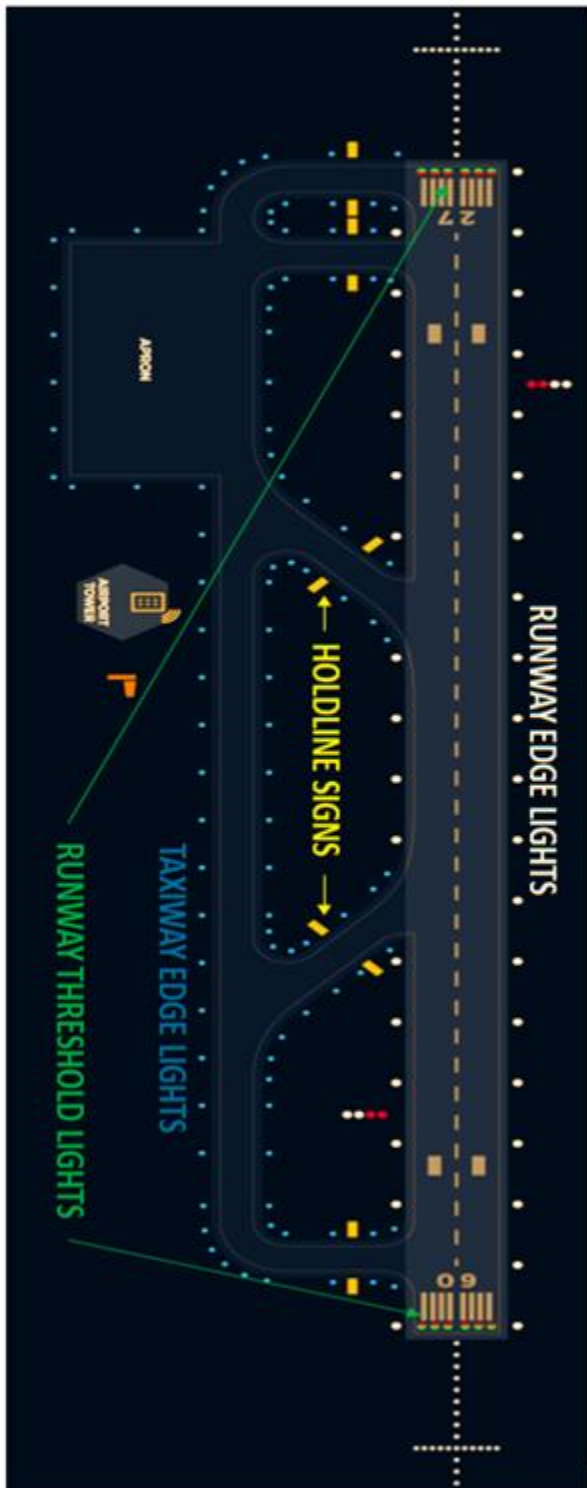 RUNWAY EDGE LIGHTS
27
09
HOLDLINE SIGNS
APRON
AIRPORT
TOWER
TAXIWAY EDGE LIGHTS
RUNWAY THRESHOLD LIGHTS